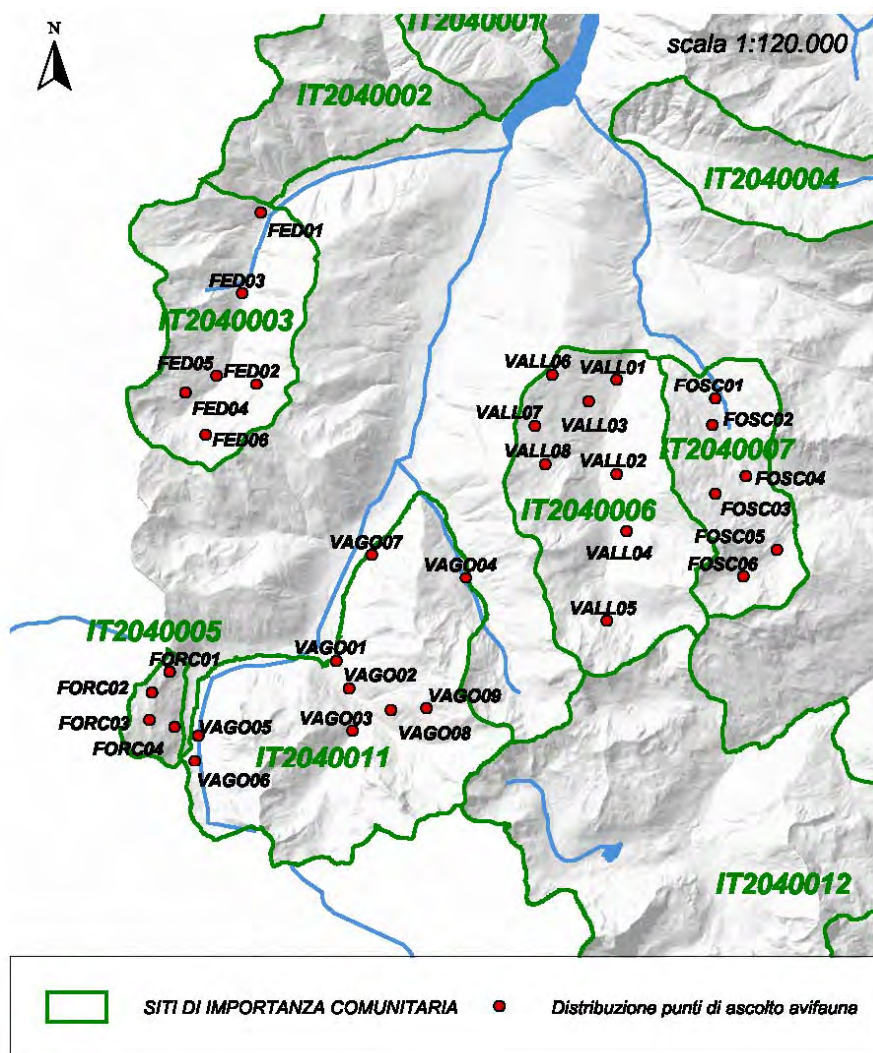 IT2040001
N
scala 1:120.000
IT2040002
IT2040004
FED01
FED03
IT2040003
FED05
FED02
FED04
FED06
VALL06
VALL01
FOSC01
VALL07
VALL03
FOSC02
IT2040007
VALL08
VALL02
FOSC04
FOSC03
IT2040006
VALL04
FOSC05
FOSC06
VAGO07
VAGO04
VALL05
IT2040005
FORC01
VAGO01
FORC02
VAGO02
VAGO09
FORC03
VAGO03
VAGO08
FORC04
VAGO05
IT2040011
VAGO06
IT2040012
SITI DI IMPORTANZA COMUNITARIA
Distribuzione punti di ascolto avifauna